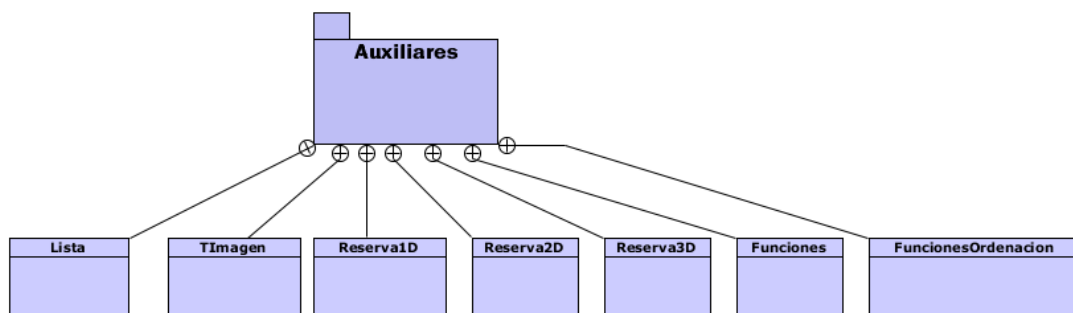 Auxiliares
Lista
TImagen
Reserva1D
Reserva2D
Reserva3D
Funciones
FuncionesOrdenacion